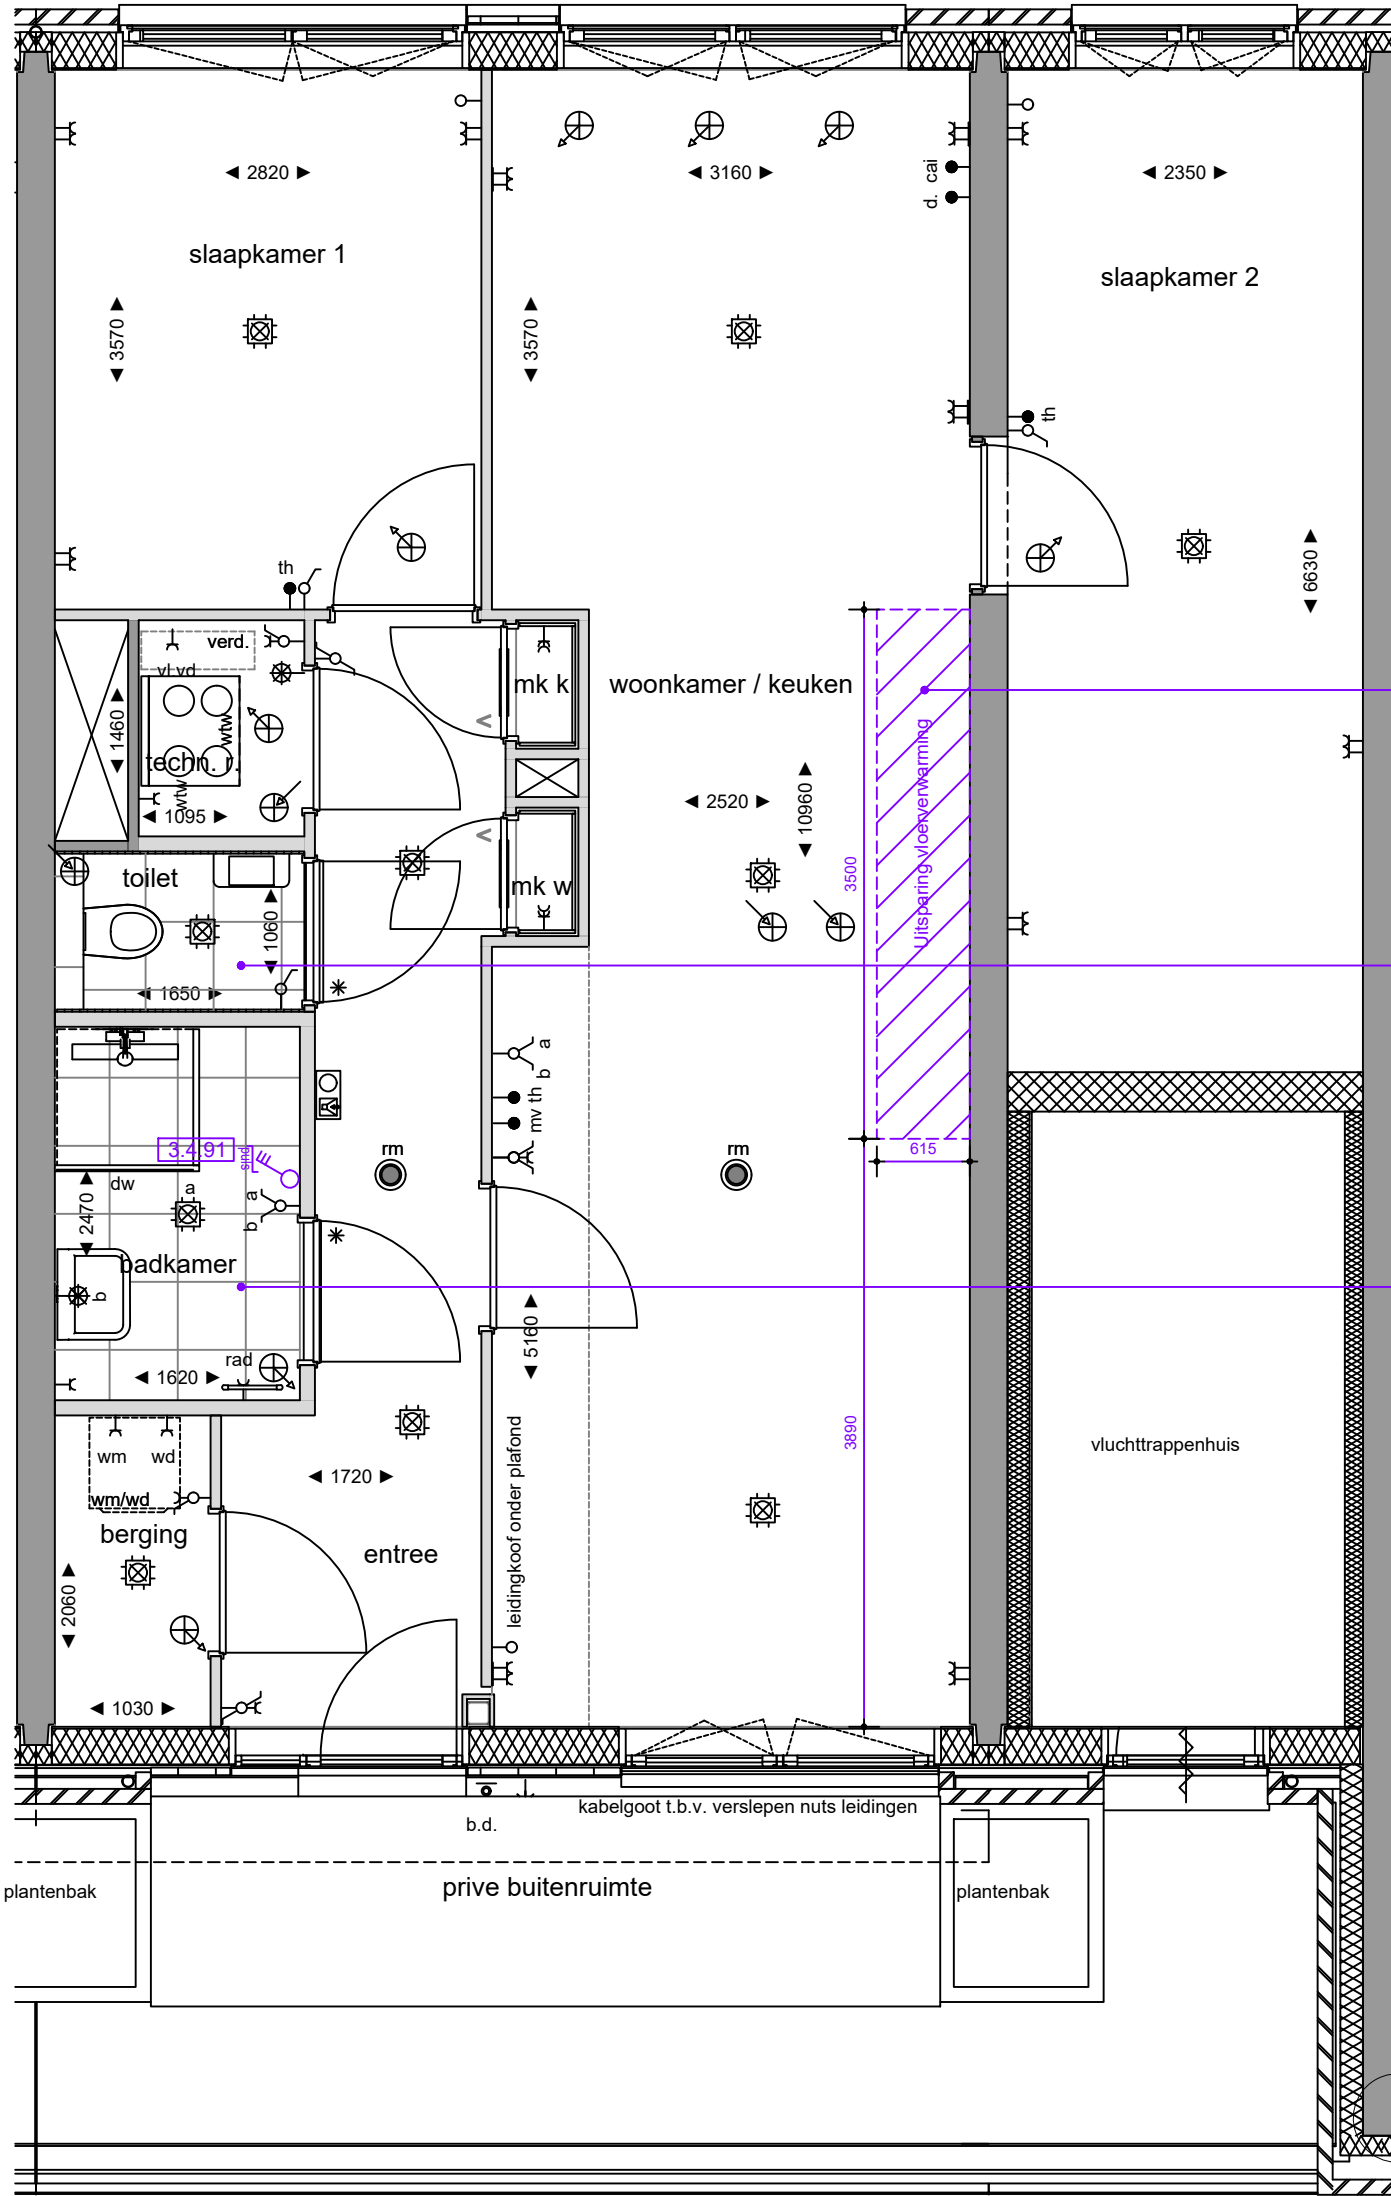 ◄ 2820 ►
◄ 3160 ►
◄ 2350 ►
d. cai
slaapkamer 1
slaapkamer 2
◄ 3570 ►
◄ 3570 ►
th
◄ 6630 ►
th
verd.
vl vd
mk k
woonkamer / keuken
◄ 1460 ►
wtw
techn. r.
wtw
◄ 1095 ►
Uitsparing vloerverwarming
◄ 2520 ►
◄ 10960 ►
3500
toilet
mk w
◄ 1060 ►
◄ 1650 ►
a
b
mv th
3.4.91
sluis
rm
rm
615
dw
a
◄ 2470 ►
a
b
badkamer
b
◄ 5160 ►
rad
◄ 1620 ►
leidingkoof onder plafond
3890
wm
wd
vluchttrappenhuis
◄ 1720 ►
wm/wd
berging
entree
◄ 2060 ►
◄ 1030 ►
kabelgoot t.b.v. verslepen nuts leidingen
b.d.
prive buitenruimte
plantenbak
plantenbak